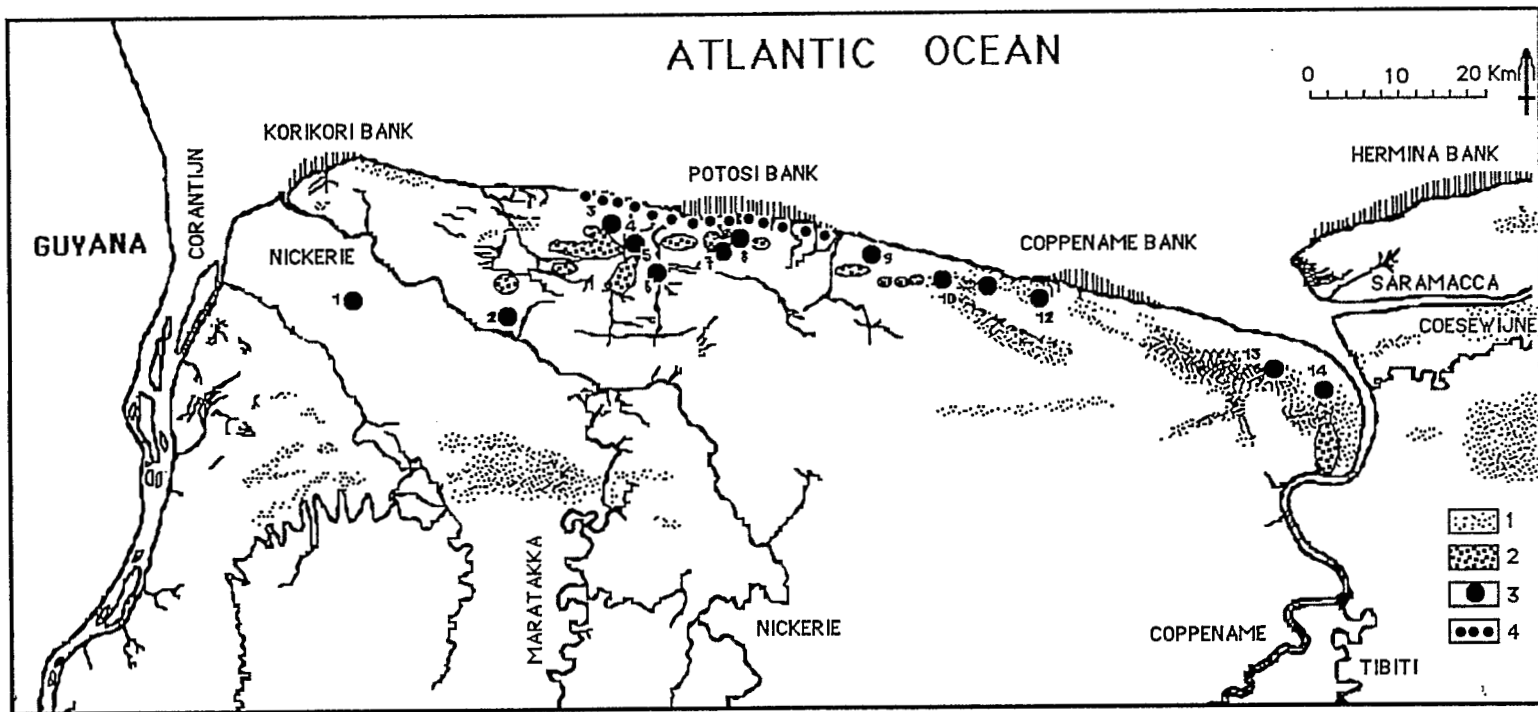 ATLANTIC OCEAN
0 10 20 Km
KORIKORI BANK
POTOSI BANK
HERMINA BANK
COPPENAME BANK
GUYANA
CORANTIJN
NICKERIE
SARAMACCA
COESEWIJNE
1
2
3
4
5
6
7
8
9
10
12
13
14
MARATAKKA
NICKERIE
COPPENAME
TIBITI
1
2
3
4